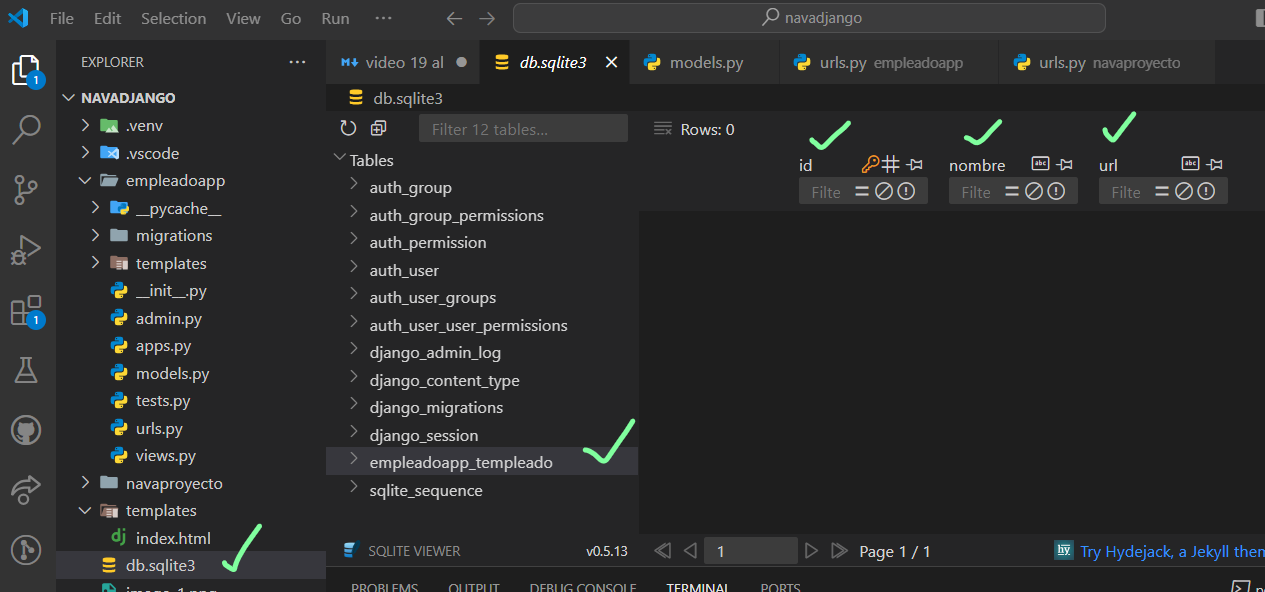 File Edit Selection View Go Run ··· navadjango
EXPLORER ···
video 19 al
db.sqlite3
models.py
urls.py empleadoapp
urls.py navaproyecto
NAVADJANGO
.venv
.vscode
empleadoapp
__pycache__
migrations
templates
__init__.py
admin.py
apps.py
models.py
tests.py
urls.py
views.py
navaproyecto
templates
index.html
db.sqlite3
db.sqlite3
Filter 12 tables...
Tables
auth_group
auth_group_permissions
auth_permission
auth_user
auth_user_groups
auth_user_user_permissions
django_admin_log
django_content_type
django_migrations
django_session
empleadoapp_templeado
sqlite_sequence
SQLITE VIEWER v0.5.13
Rows: 0
id nombre url
Filte Filte Filte
1 Page 1 / 1
Try Hydejack, a Jekyll them
PROBLEMS OUTPUT DEBUG CONSOLE TERMINAL PORTS
1
1